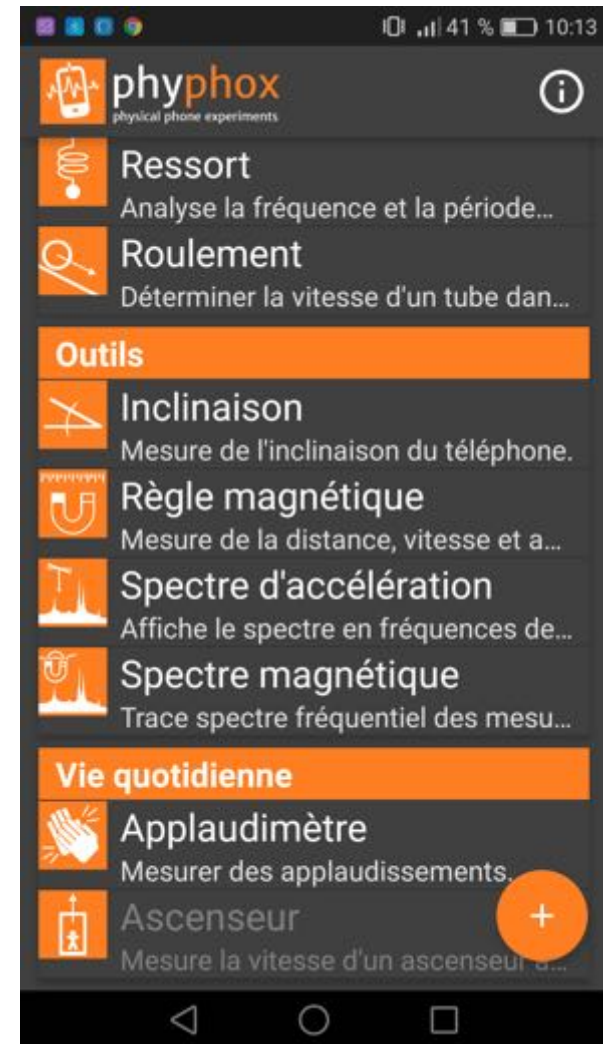 41 % 10:13
phyphox
physical phone experiments
Ressort
Analyse la fréquence et la période...
Roulement
Déterminer la vitesse d'un tube dan...
Outils
Inclinaison
Mesure de l'inclinaison du téléphone.
Règle magnétique
Mesure de la distance, vitesse et a...
Spectre d'accélération
Affiche le spectre en fréquences de...
Spectre magnétique
Trace spectre fréquentiel des mesu...
Vie quotidienne
Applaudimètre
Mesurer des applaudissements.
Ascenseur
+
Mesure la vitesse d'un ascenseur